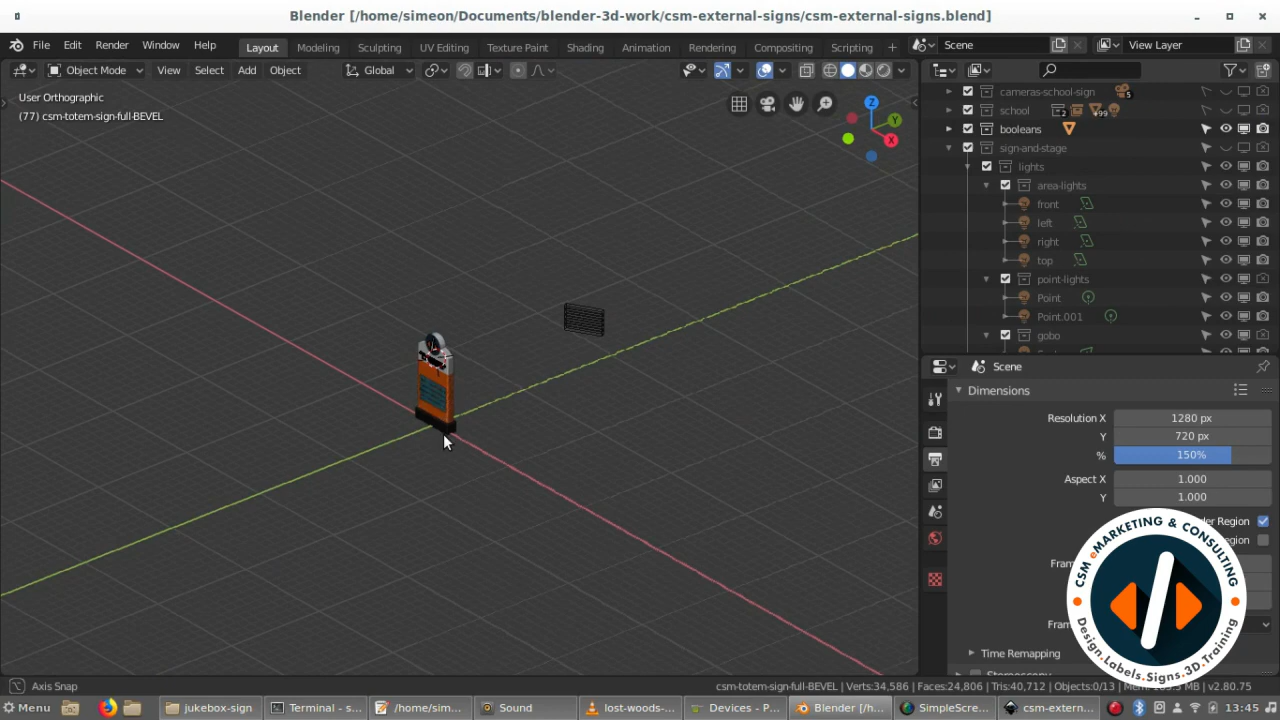 Blender [/home/simeon/Documents/blender-3d-work/csm-external-signs/csm-external-signs.blend]
File Edit Render Window Help Layout Modeling Sculpting UV Editing Texture Paint Shading Animation Rendering Compositing Scripting + Scene View Layer
Object Mode View Select Add Object Global
User Orthographic
(77) csm-totem-sign-full-BEVEL
Z
Y
X
cameras-school-sign 5
school 2 +99
booleans
sign-and-stage
lights
area-lights
front
left
right
top
point-lights
Point
Point.001
gobo
Scene
Dimensions
Resolution X 1280 px
Y 720 px
% 150%
Aspect X 1.000
Y 1.000
Region
egion
Fram
Fram
Time Remapping
CSM eMARKETING & CONSULTING
Design.Labels.Signs.3D.Training
Axis Snap
csm-totem-sign-full-BEVEL | Verts:34,586 | Faces:24,806 | Tris:40,712 | Objects:0/13 | Mem: MB | v2.80.75
Menu jukebox-sign Terminal - s... /home/sim... Sound lost-woods-... Devices - P... Blender [/h... SimpleScre... csm-extern... 13:45